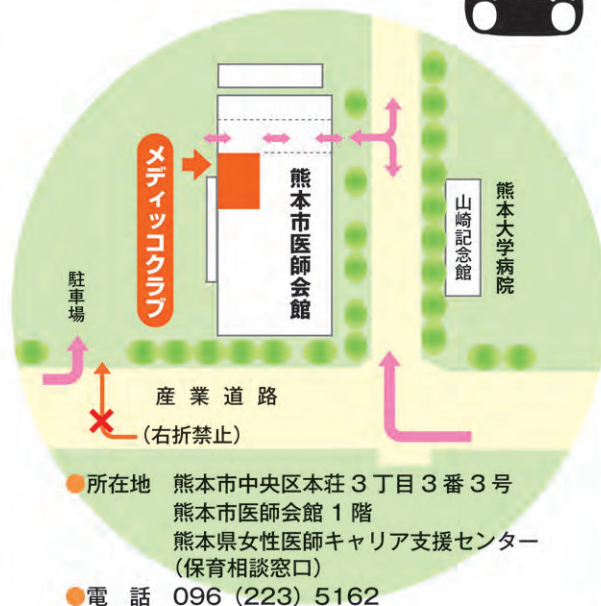 メディッコクラブ
熊本市医師会館
山崎記念館
熊本大学病院
駐車場
産業道路
(右折禁止)
●所在地 熊本市中央区本荘3丁目3番3号
熊本市医師会館1階
熊本県女性医師キャリア支援センター
(保育相談窓口)
●電 話 096(223)5162